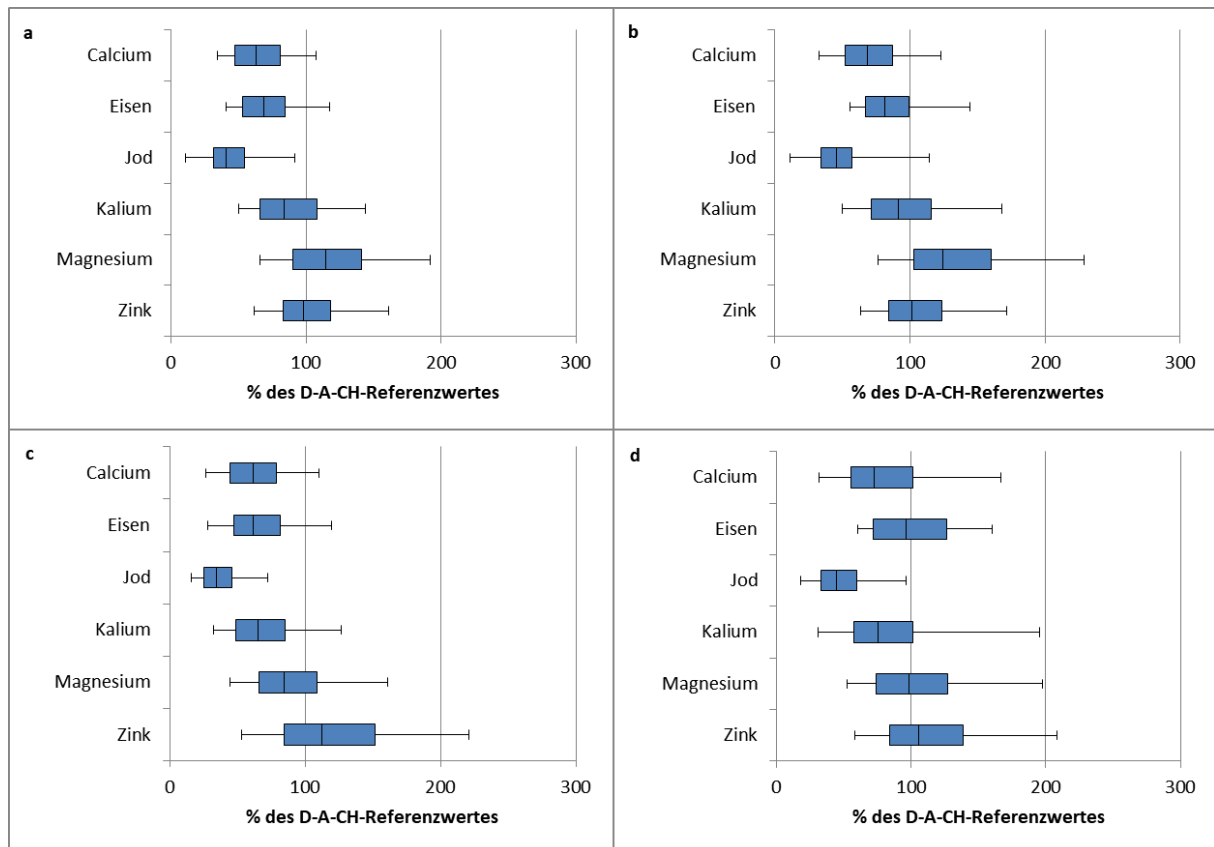 a
Calcium
Eisen
Jod
Kalium
Magnesium
Zink
0 100 200 300
% des D-A-CH-Referenzwertes
b
Calcium
Eisen
Jod
Kalium
Magnesium
Zink
0 100 200 300
% des D-A-CH-Referenzwertes
c
Calcium
Eisen
Jod
Kalium
Magnesium
Zink
0 100 200 300
% des D-A-CH-Referenzwertes
d
Calcium
Eisen
Jod
Kalium
Magnesium
Zink
0 100 200 300
% des D-A-CH-Referenzwertes